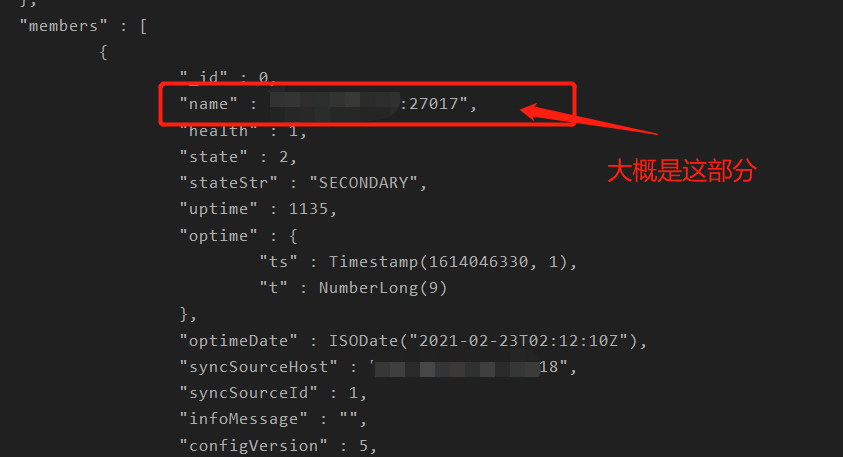 },
"members" : [
{
"_id" : 0,
"name" : :27017",
"health" : 1,
"state" : 2,
大概是这部分
"stateStr" : "SECONDARY",
"uptime" : 1135,
"optime" : {
"ts" : Timestamp(1614046330, 1),
"t" : NumberLong(9)
},
"optimeDate" : ISODate("2021-02-23T02:12:10Z"),
"syncSourceHost" : "18",
"syncSourceId" : 1,
"infoMessage" : "",
"configVersion" : 5,